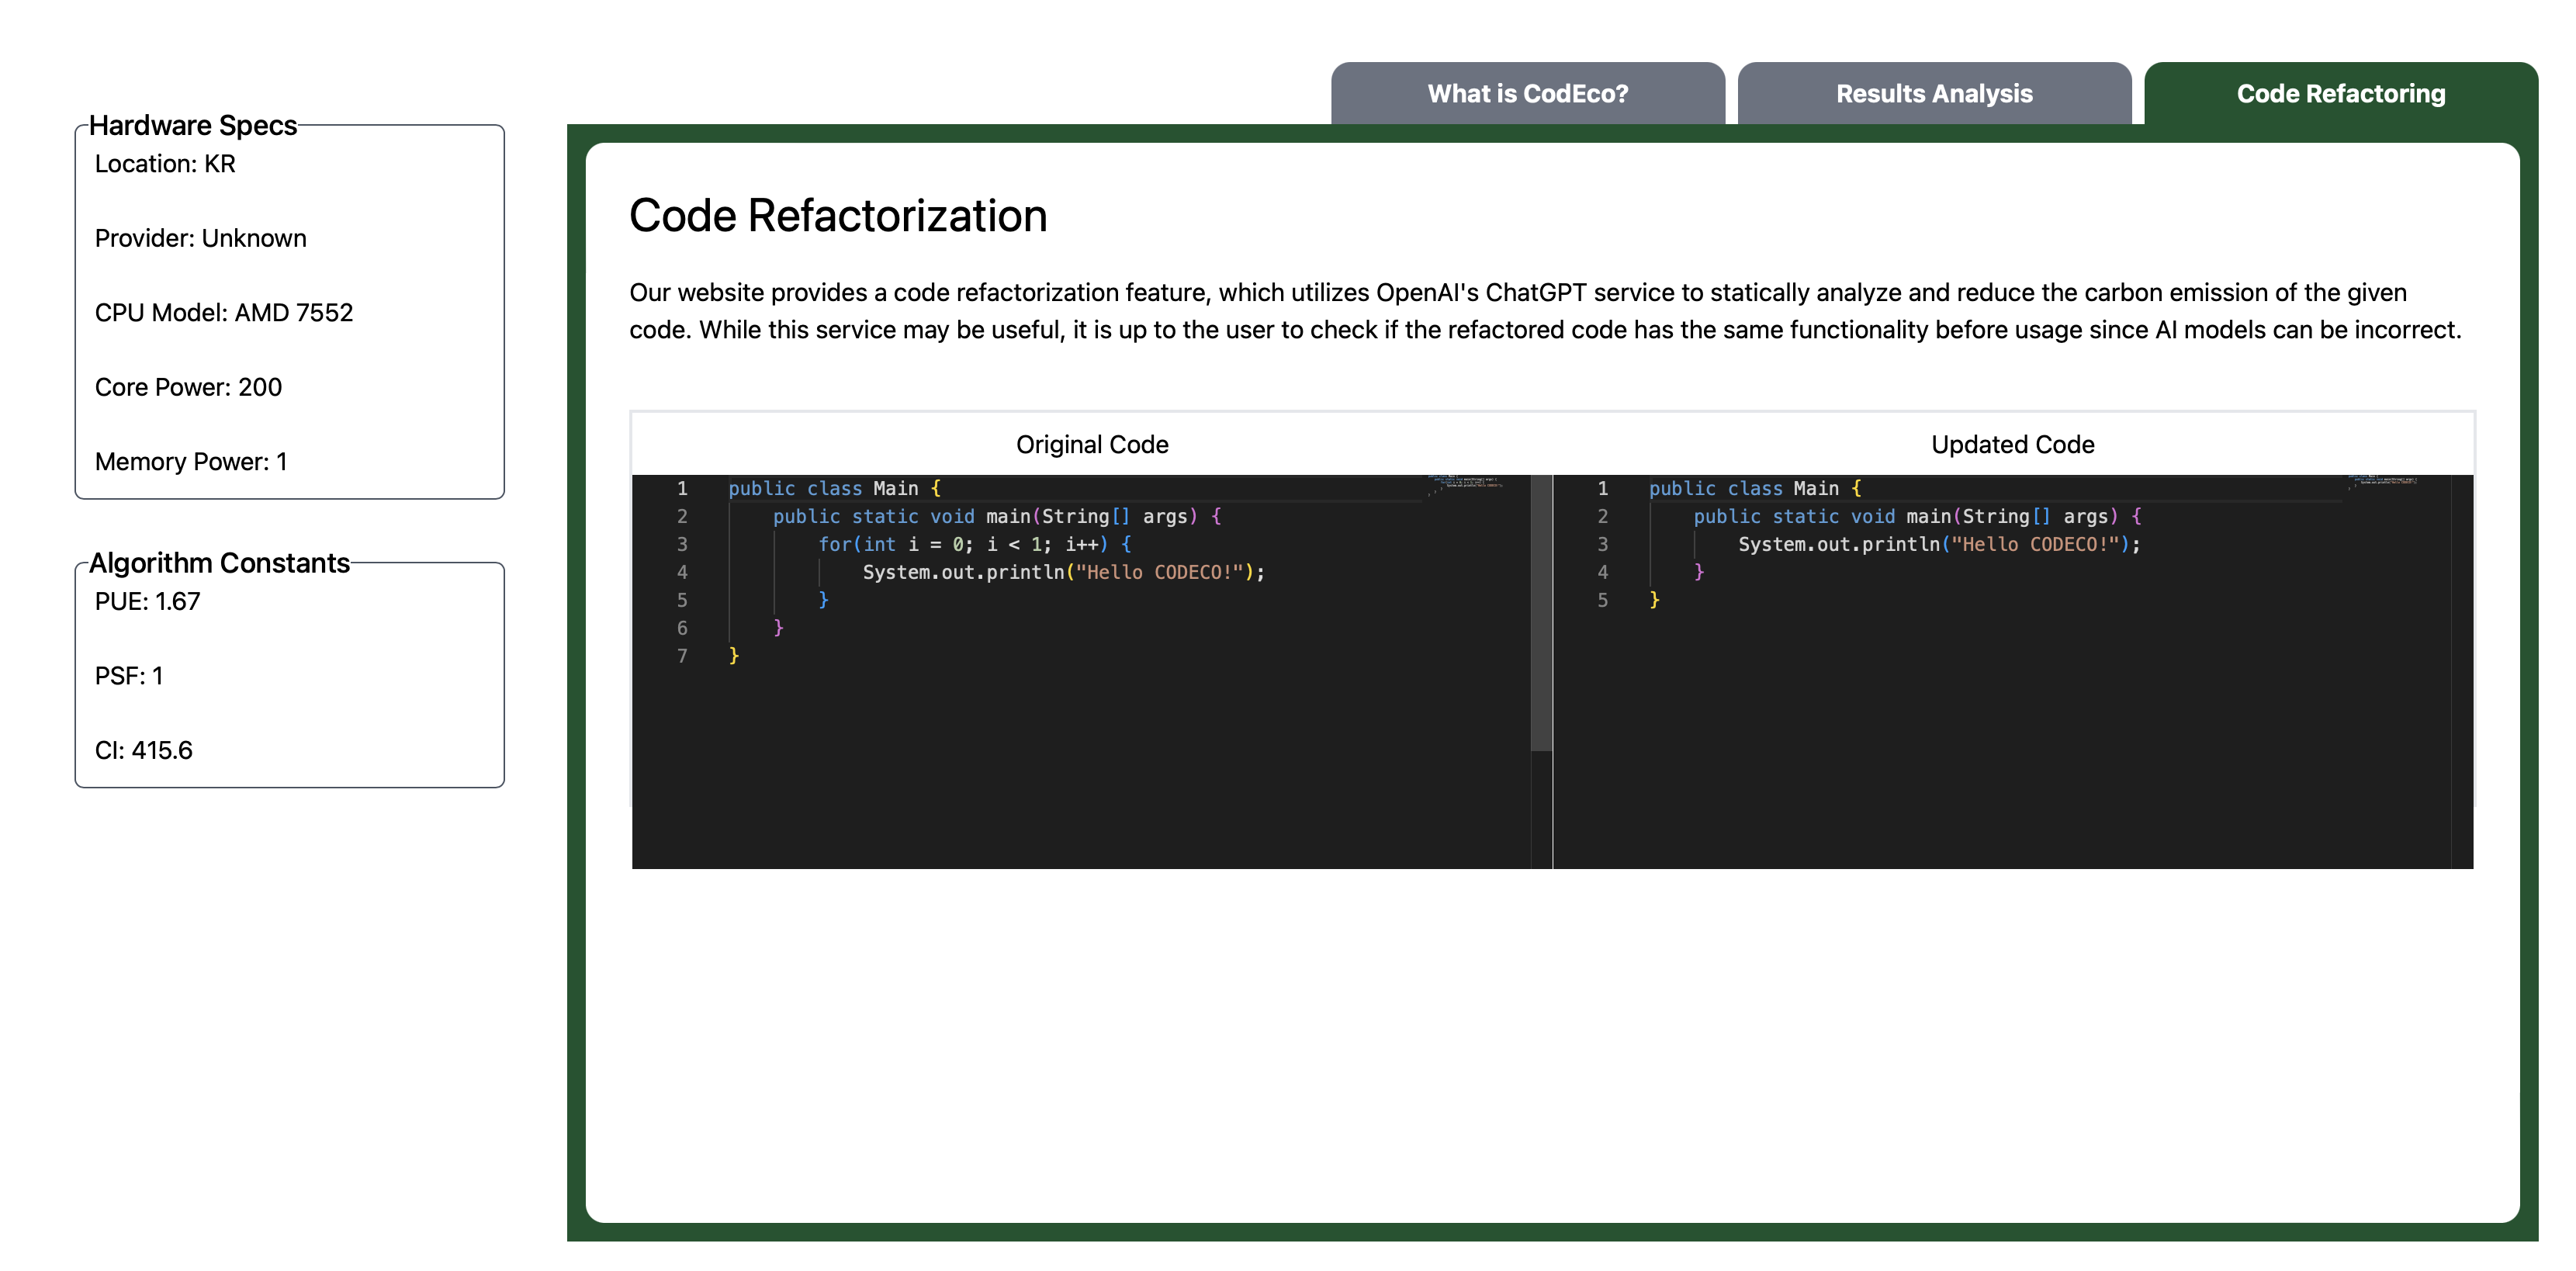 What is CodEco?
Results Analysis
Code Refactoring
Hardware Specs
Location: KR
Provider: Unknown
CPU Model: AMD 7552
Core Power: 200
Memory Power: 1
Algorithm Constants
PUE: 1.67
PSF: 1
CI: 415.6
Code Refactorization
Our website provides a code refactorization feature, which utilizes OpenAI's ChatGPT service to statically analyze and reduce the carbon emission of the given
code. While this service may be useful, it is up to the user to check if the refactored code has the same functionality before usage since AI models can be incorrect.
Original Code
1 public class Main {
2     public static void main(String[] args) {
3         for(int i = 0; i < 1; i++) {
4             System.out.println("Hello CODECO!");
5         }
6     }
7 }
Updated Code
1 public class Main {
2     public static void main(String[] args) {
3         System.out.println("Hello CODECO!");
4     }
5 }